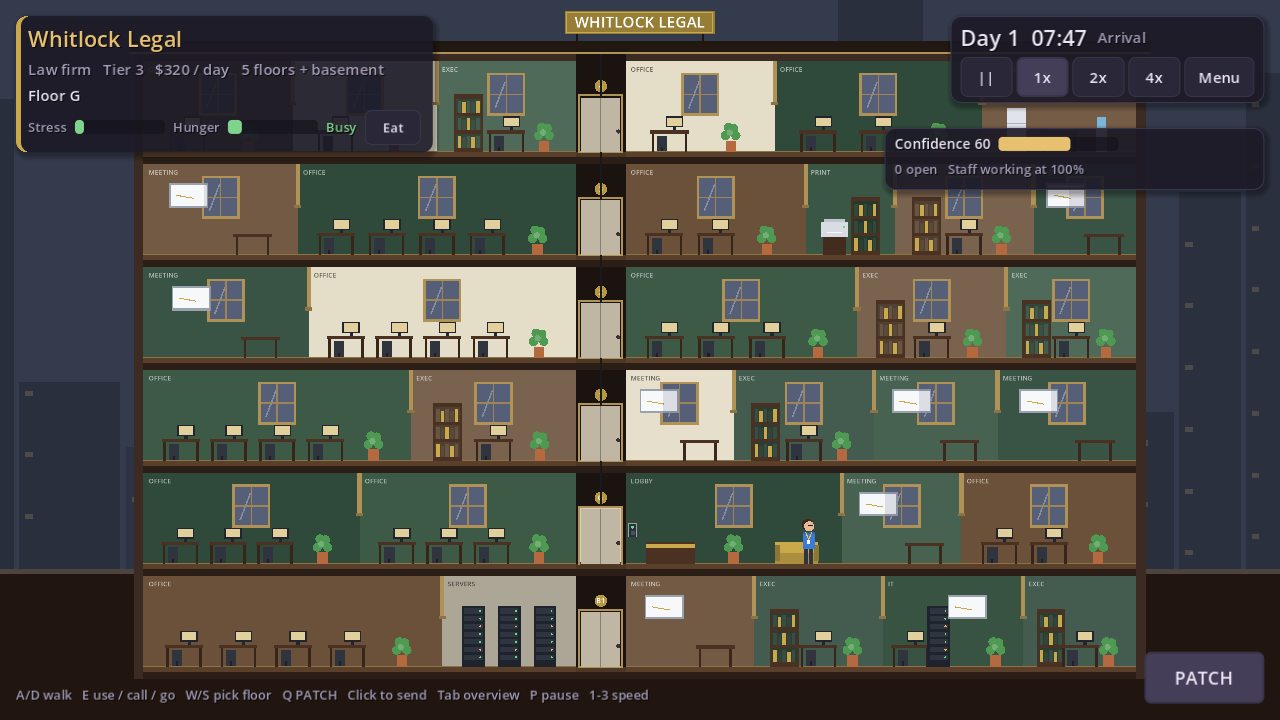 WHITLOCK LEGAL
Whitlock Legal
Law firm Tier 3 $320 / day 5 floors + basement
Floor G
Stress Hunger Busy Eat
Day 1 07:47 Arrival
|| 1x 2x 4x Menu
Confidence 60
0 open Staff working at 100%
EXEC OFFICE OFFICE
MEETING OFFICE OFFICE PRINT
MEETING OFFICE OFFICE EXEC EXEC
OFFICE EXEC MEETING EXEC MEETING MEETING
OFFICE OFFICE LOBBY MEETING OFFICE
OFFICE SERVERS B1 MEETING EXEC IT EXEC
A/D walk E use / call / go W/S pick floor Q PATCH Click to send Tab overview P pause 1-3 speed
PATCH